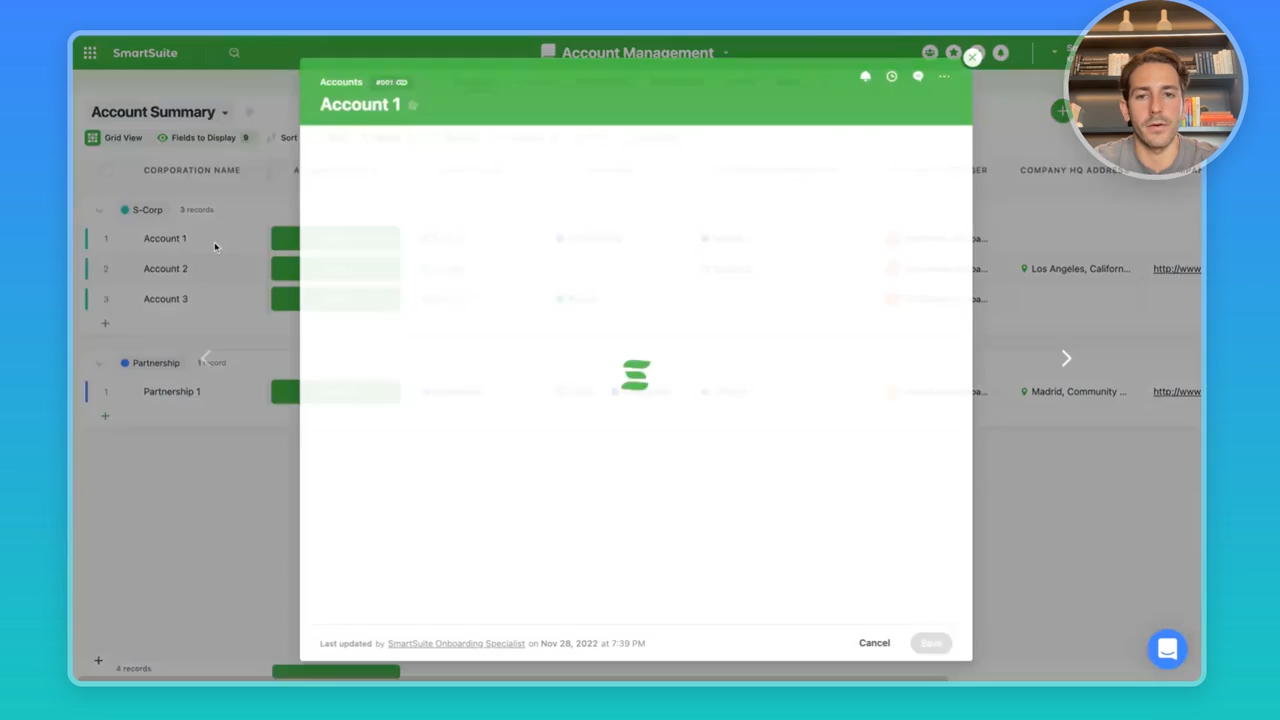 SmartSuite
Account Management
Accounts #001
Account 1
Account Summary
Grid View Fields to Display 9 Sort
CORPORATION NAME COMPANY HQ ADDRE
S-Corp 3 records
1 Account 1
2 Account 2 Los Angeles, Californ... http://www
3 Account 3
Partnership 1 record
1 Partnership 1 Madrid, Community ... http://www
Last updated by SmartSuite Onboarding Specialist on Nov 28, 2022 at 7:39 PM
Cancel Save
4 records